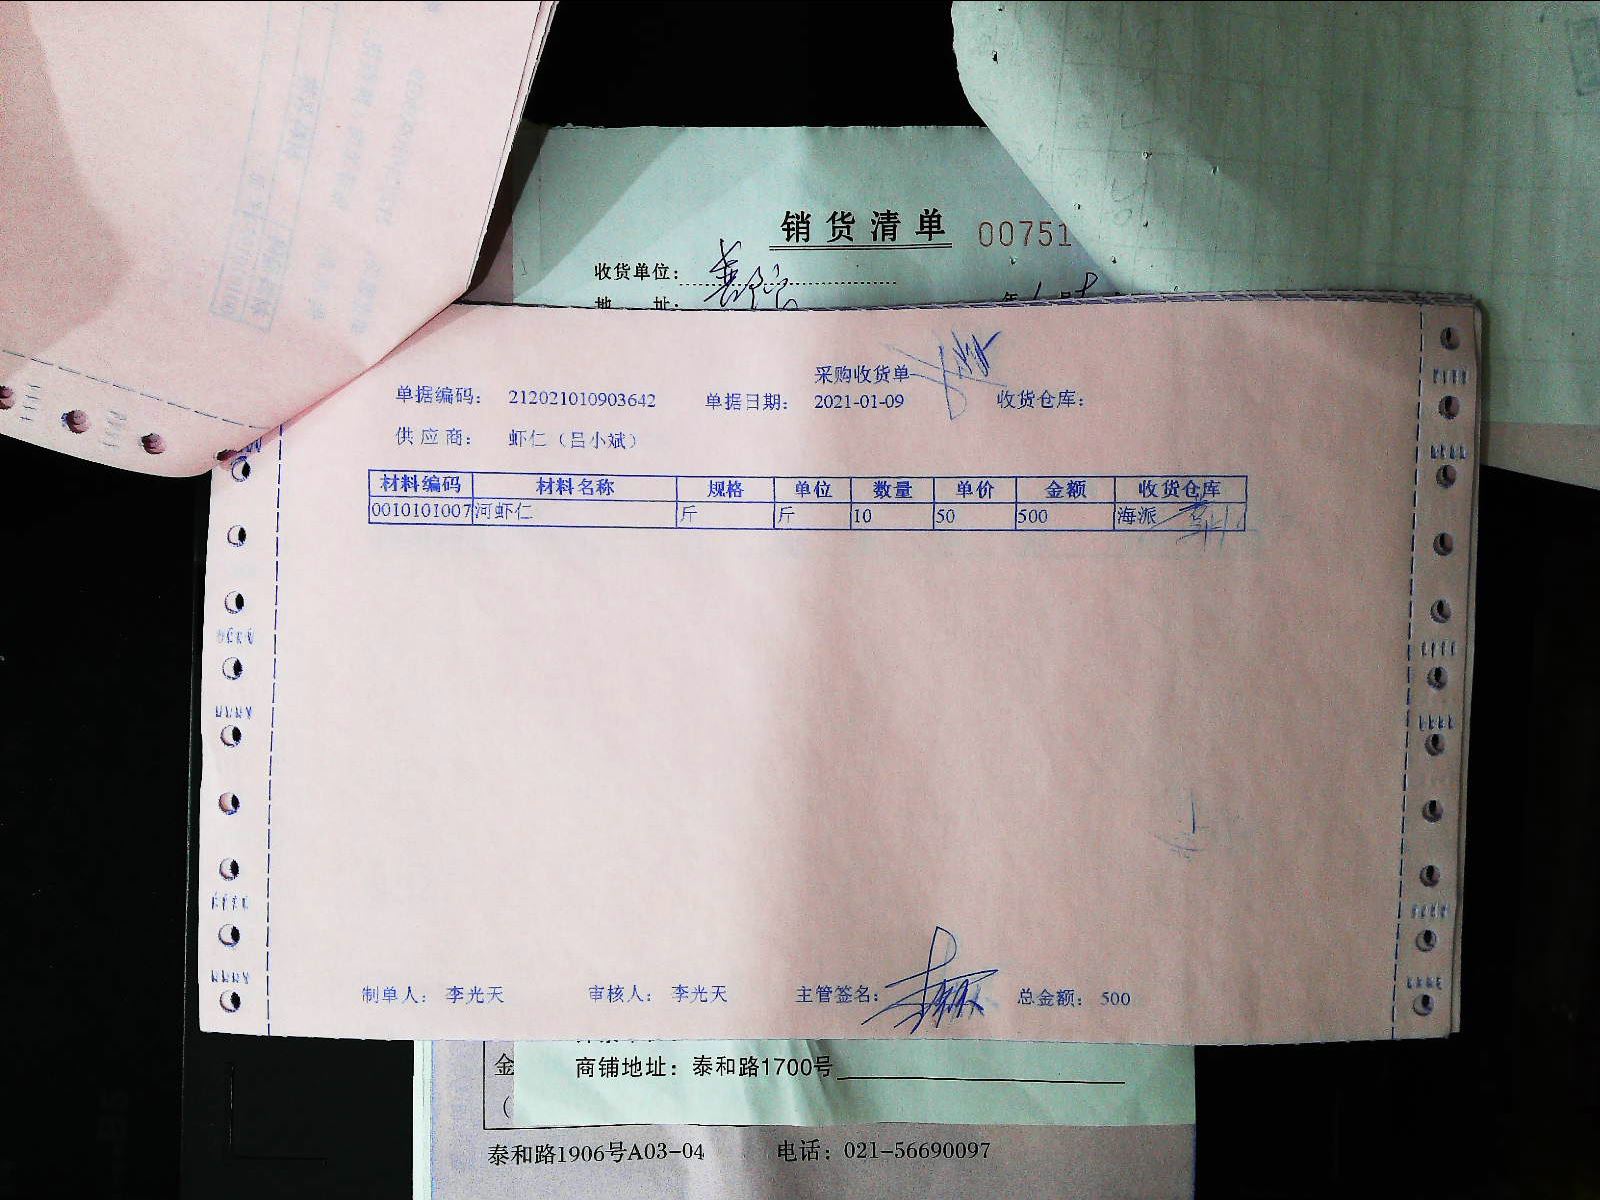 销货清单 00751
收货单位：
地 址：
采购收货单
单据编码： 212021010903642 单据日期： 2021-01-09 收货仓库：
供应商： 虾仁（吕小斌）
材料编码 材料名称 规格 单位 数量 单价 金额 收货仓库
0010101007 河虾仁 斤 斤 10 50 500 海派
制单人： 李光天 审核人： 李光天 主管签名： 总金额： 500
金 商铺地址：泰和路1700号
泰和路1906号A03-04 电话：021-56690097